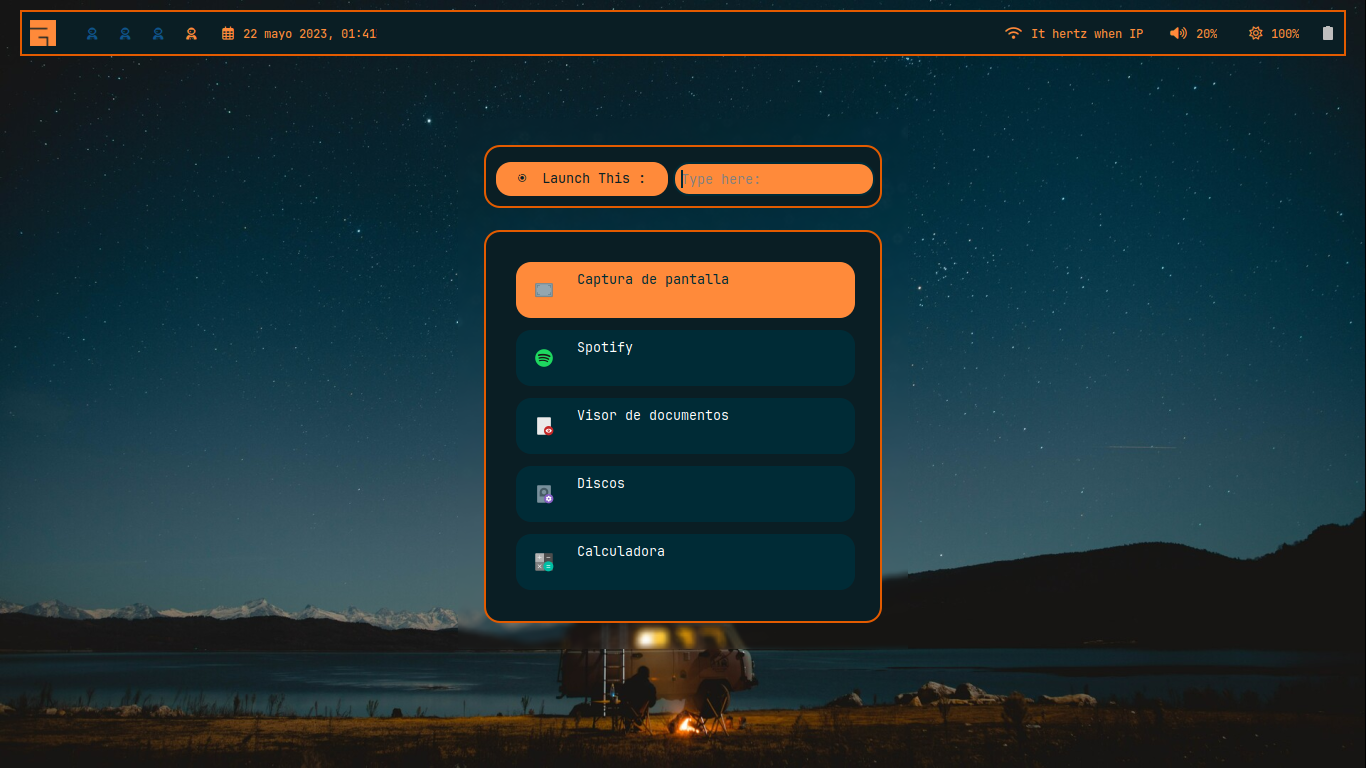 22 mayo 2023, 01:41
It hertz when IP
20%
100%
Launch This :
Type here:
Captura de pantalla
Spotify
Visor de documentos
Discos
Calculadora